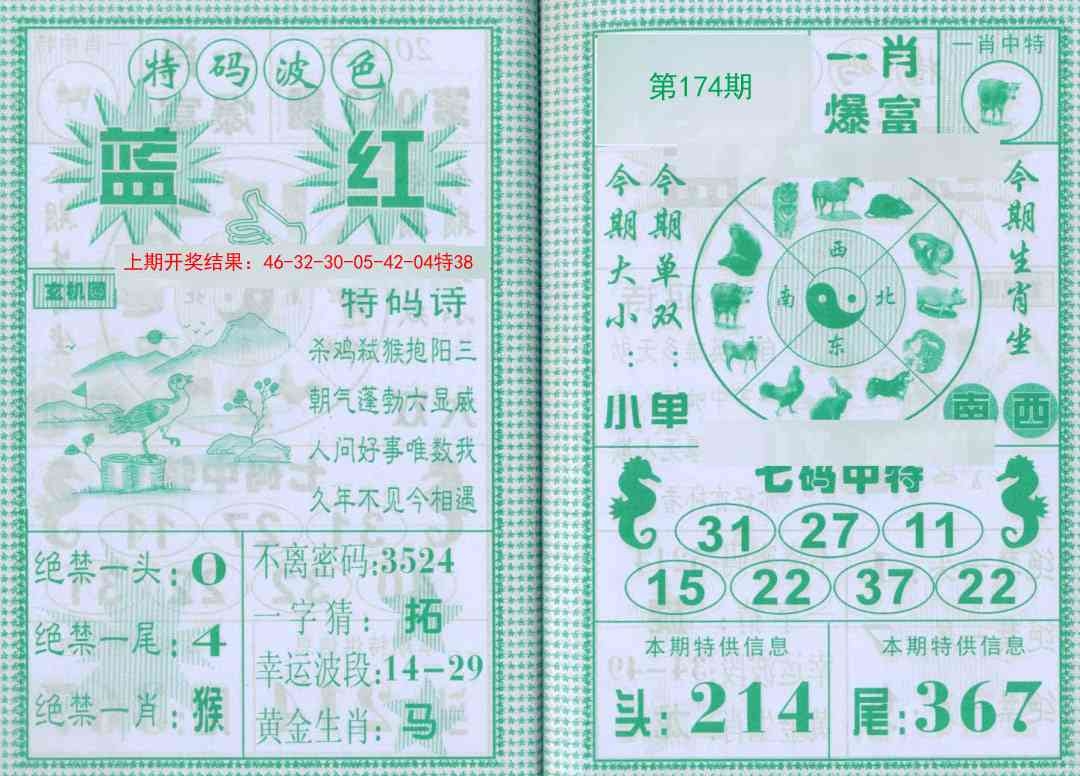 特码波色
蓝 红
上期开奖结果：46-32-30-05-42-04特38
玄机图
特码诗
杀鸡弑猴抱阳三
朝气蓬勃六显威
人问好事唯数我
久年不见今相遇
绝禁一头:0
绝禁一尾:4
绝禁一肖:猴
不离密码:3524
一字猜：拓
幸运波段:14-29
黄金生肖:马
第174期
一肖
爆富
一肖中特
今期大小：小
今期单双：单
西
南 北
东
今期生肖坐
南 西
七码中特
31 27 11
15 22 37 22
本期特供信息
头:214
本期特供信息
尾:367